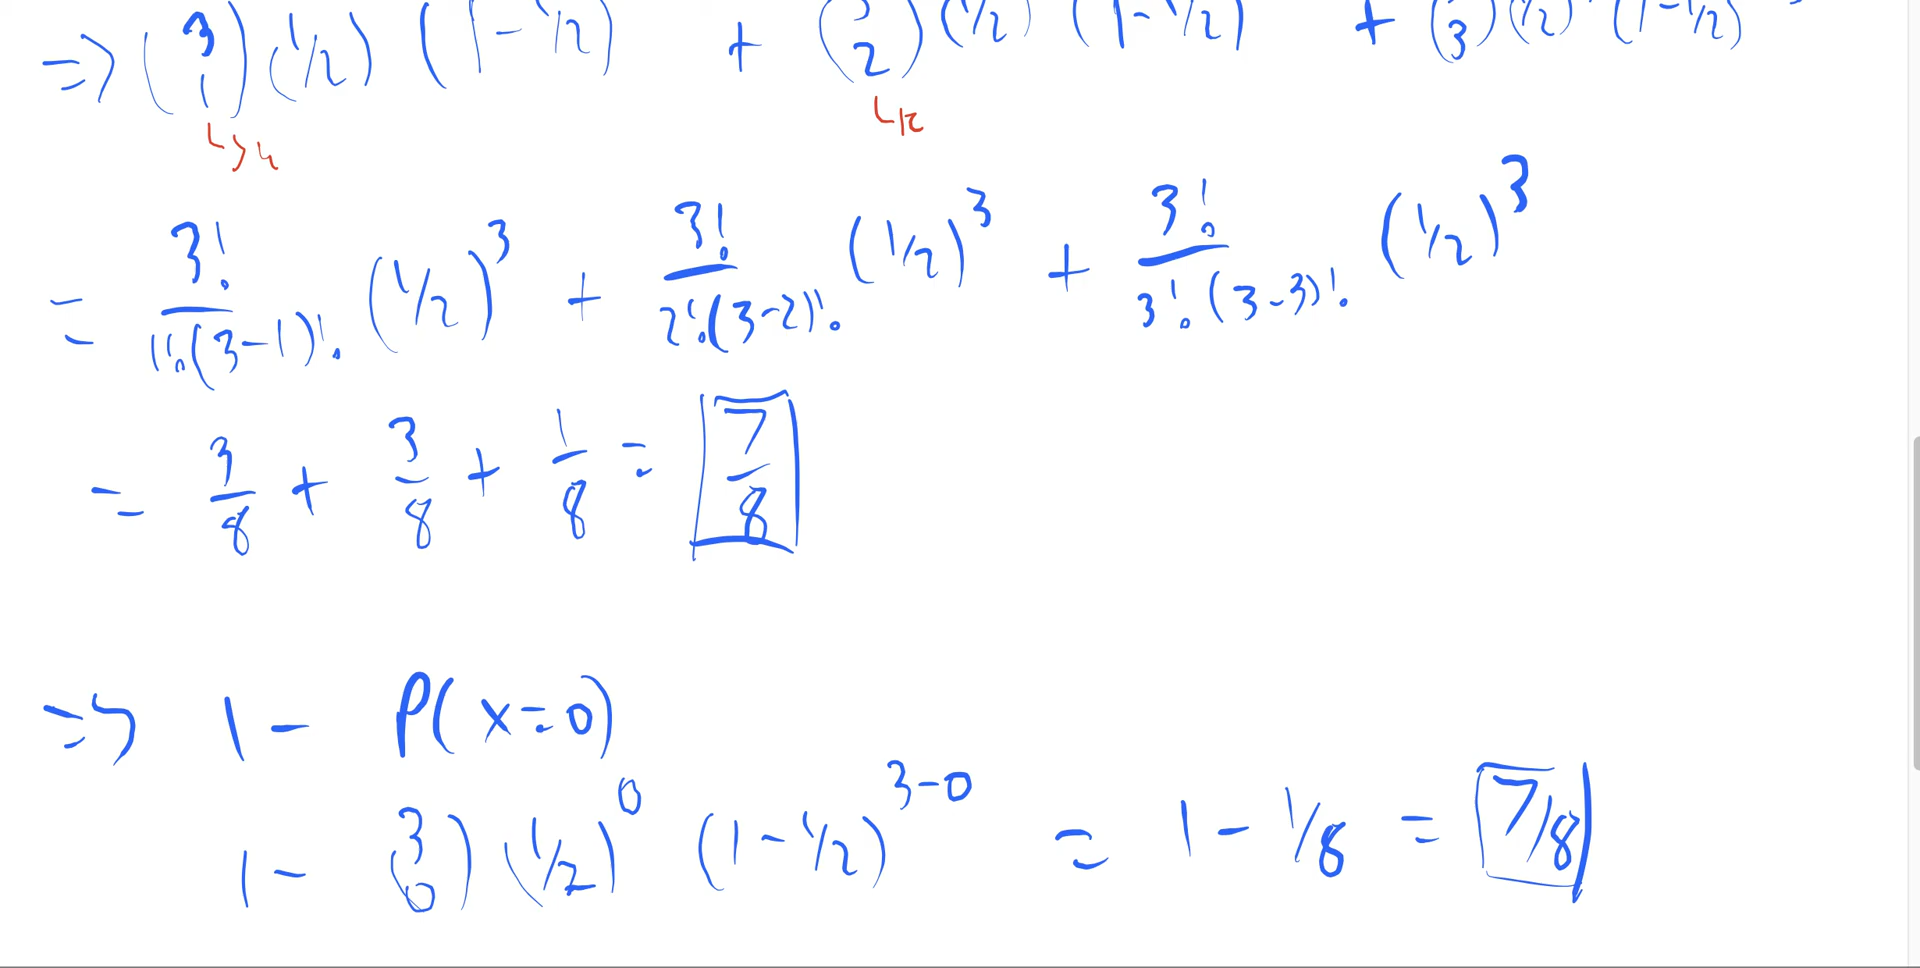 => (3 1) (1/2) (1 - 1/2) + (3 2) (1/2) (1 - 1/2) + (3 3) (1/2) (1 - 1/2)
= 3!/1!(3-1)! (1/2)^3 + 3!/2!(3-2)! (1/2)^3 + 3!/3!(3-3)! (1/2)^3
= 3/8 + 3/8 + 1/8 = 7/8
=> 1 - P(x=0)
1 - (3 0) (1/2)^0 (1 - 1/2)^3-0 = 1 - 1/8 = 7/8